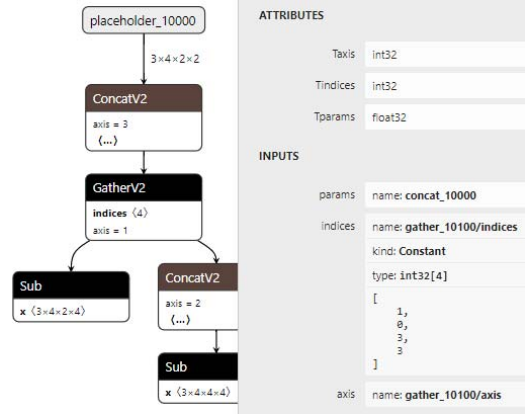 placeholder_10000
3×4×2×2
ConcatV2
axis = 3
⟨...⟩
GatherV2
indices ⟨4⟩
axis = 1
Sub
x ⟨3×4×2×4⟩
ConcatV2
axis = 2
⟨...⟩
Sub
x ⟨3×4×4×4⟩
ATTRIBUTES
Taxis int32
Tindices int32
Tparams float32
INPUTS
params name: concat_10000
indices name: gather_10100/indices
kind: Constant
type: int32[4]
[
1,
0,
3,
3
]
axis name: gather_10100/axis